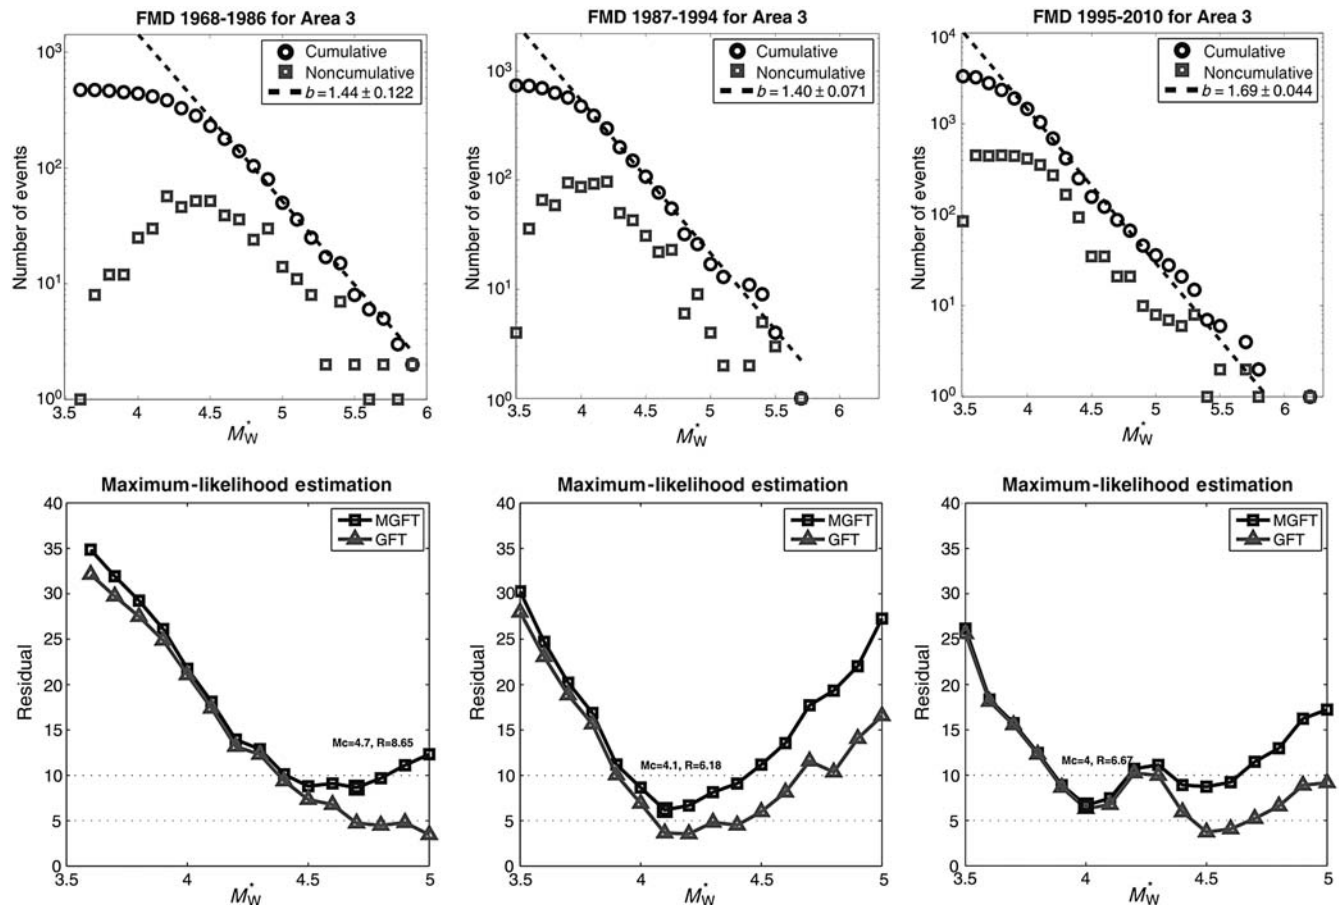 FMD 1968-1986 for Area 3
Number of events
10³
10²
10¹
10⁰
Cumulative
Noncumulative
b = 1.44 ± 0.122
3.5 4 4.5 5 5.5 6
M*W
FMD 1987-1994 for Area 3
Number of events
10³
10²
10¹
10⁰
Cumulative
Noncumulative
b = 1.40 ± 0.071
3.5 4 4.5 5 5.5 6
M*W
FMD 1995-2010 for Area 3
Number of events
10⁴
10³
10²
10¹
10⁰
Cumulative
Noncumulative
b = 1.69 ± 0.044
3.5 4 4.5 5 5.5 6
M*W
Maximum-likelihood estimation
Residual
40
35
30
25
20
15
10
5
0
MGFT
GFT
Mc=4.7, R=8.65
3.5 4 4.5 5
M*W
Maximum-likelihood estimation
Residual
40
35
30
25
20
15
10
5
0
MGFT
GFT
Mc=4.1, R=6.18
3.5 4 4.5 5
M*W
Maximum-likelihood estimation
Residual
40
35
30
25
20
15
10
5
0
MGFT
GFT
Mc=4, R=6.67
3.5 4 4.5 5
M*W